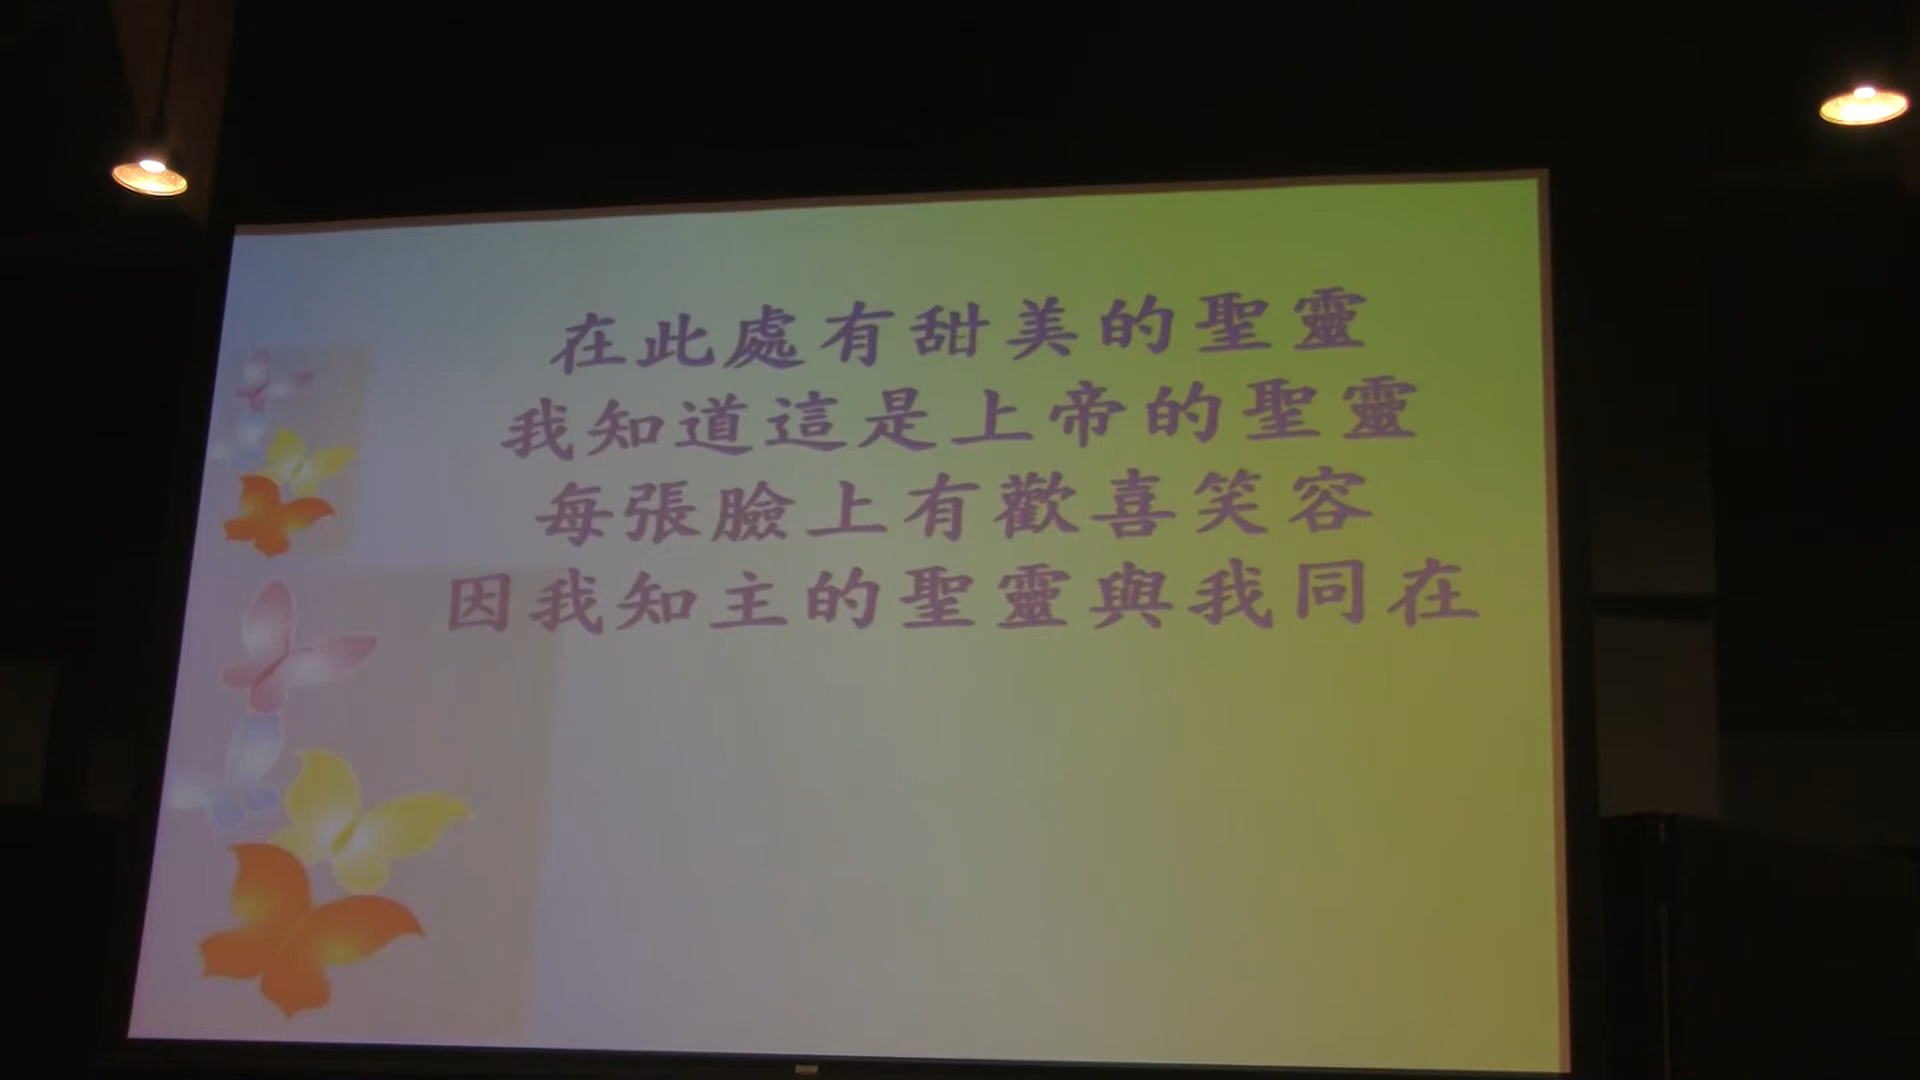 在此處有甜美的聖靈
我知道這是上帝的聖靈
每張臉上有歡喜笑容
因我知主的聖靈與我同在